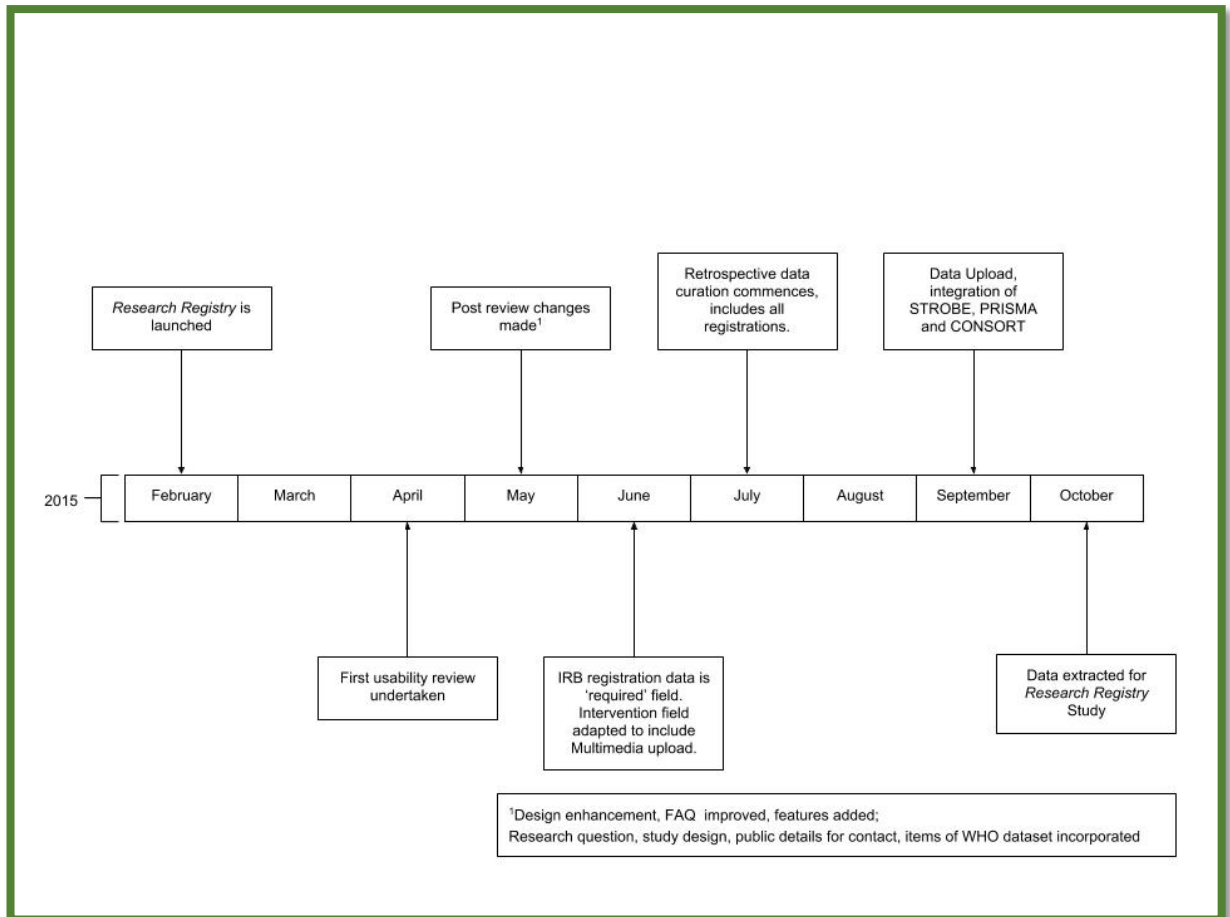 Research Registry is
launched
Post review changes
made¹
Retrospective data
curation commences,
includes all
registrations.
Data Upload,
integration of
STROBE, PRISMA
and CONSORT
2015
February
March
April
May
June
July
August
September
October
First usability review
undertaken
IRB registration data is
‘required’ field.
Intervention field
adapted to include
Multimedia upload.
Data extracted for
Research Registry
Study
¹Design enhancement, FAQ improved, features added;
Research question, study design, public details for contact, items of WHO dataset incorporated